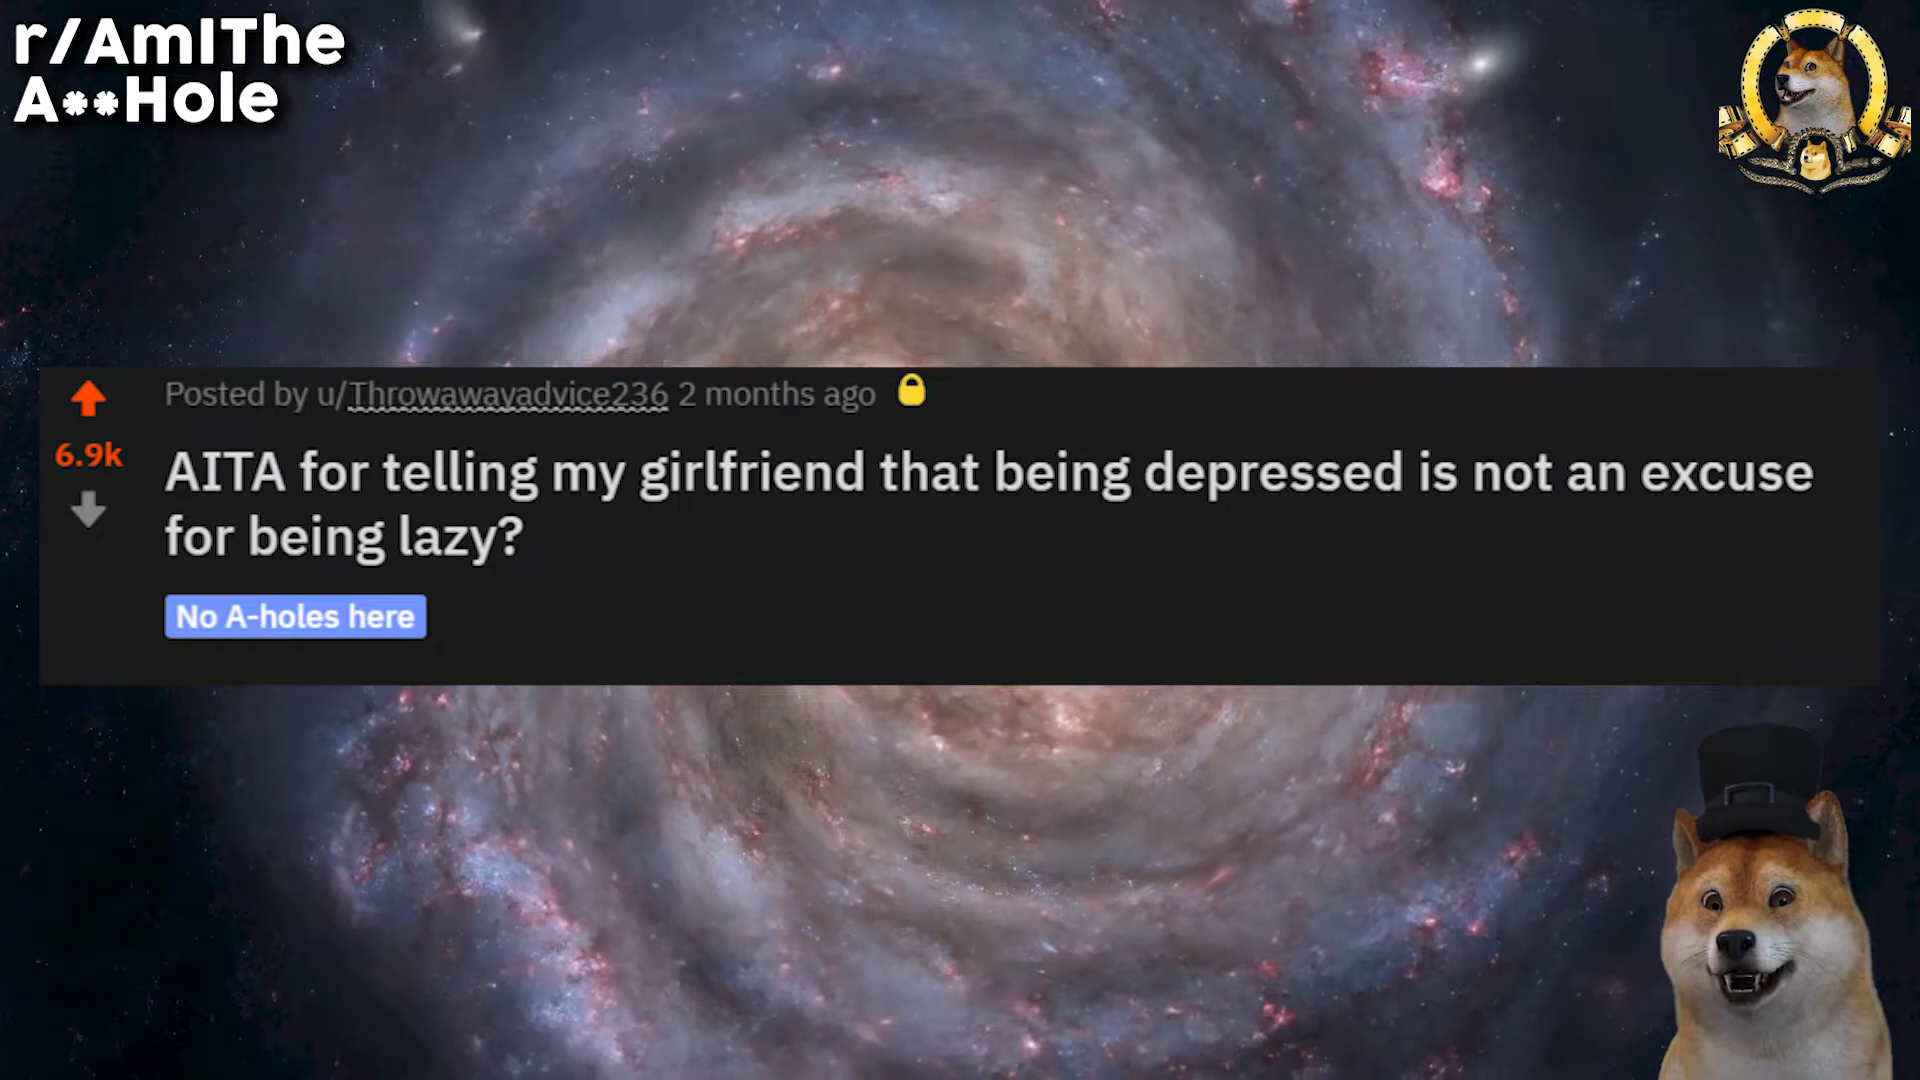 r/AmIThe
A**Hole
Posted by u/Throwawayadvice236 2 months ago
6.9k
AITA for telling my girlfriend that being depressed is not an excuse
for being lazy?
No A-holes here